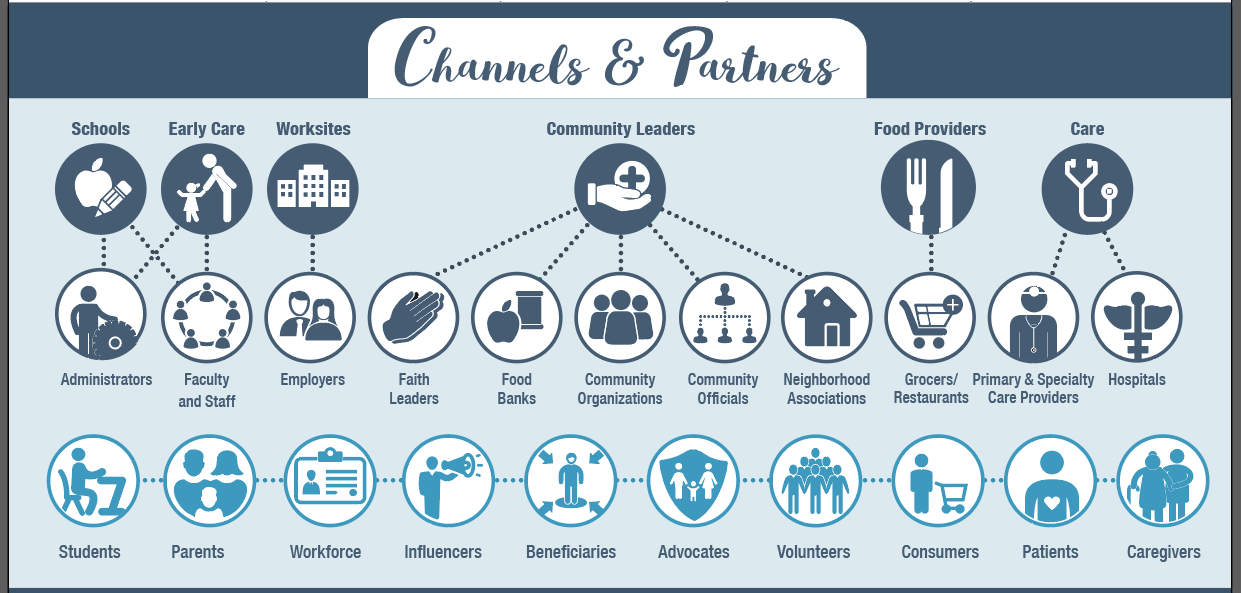 Channels & Partners
Schools
Early Care
Worksites
Community Leaders
Food Providers
Care
Administrators
Faculty
and Staff
Employers
Faith
Leaders
Food
Banks
Community
Organizations
Community
Officials
Neighborhood
Associations
Grocers/
Restaurants
Primary & Specialty
Care Providers
Hospitals
Students
Parents
Workforce
Influencers
Beneficiaries
Advocates
Volunteers
Consumers
Patients
Caregivers